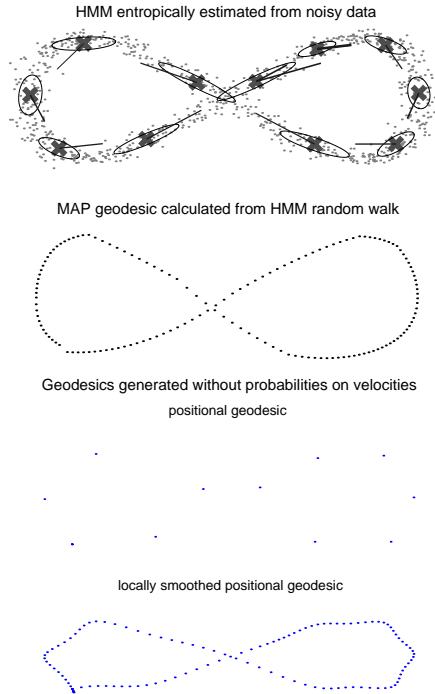 HMM entropically estimated from noisy data
MAP geodesic calculated from HMM random walk
Geodesics generated without probabilities on velocities
positional geodesic
locally smoothed positional geodesic